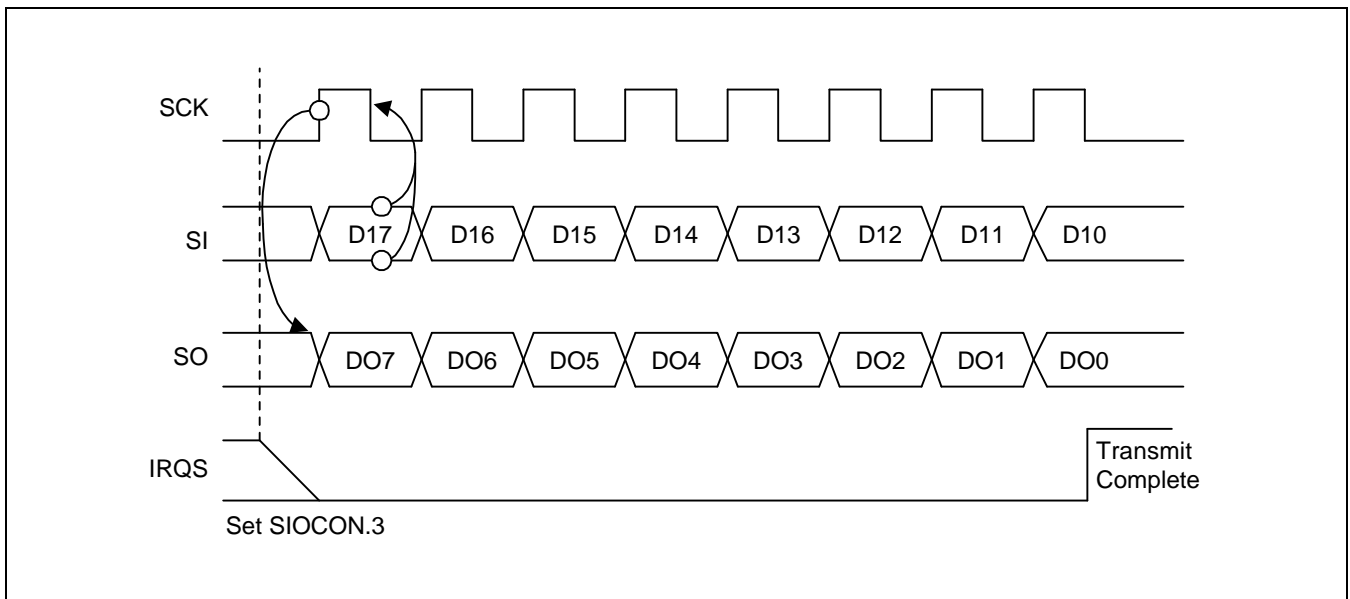 SCK
SI
D17
D16
D15
D14
D13
D12
D11
D10
SO
DO7
DO6
DO5
DO4
DO3
DO2
DO1
DO0
IRQS
Transmit
Complete
Set SIOCON.3